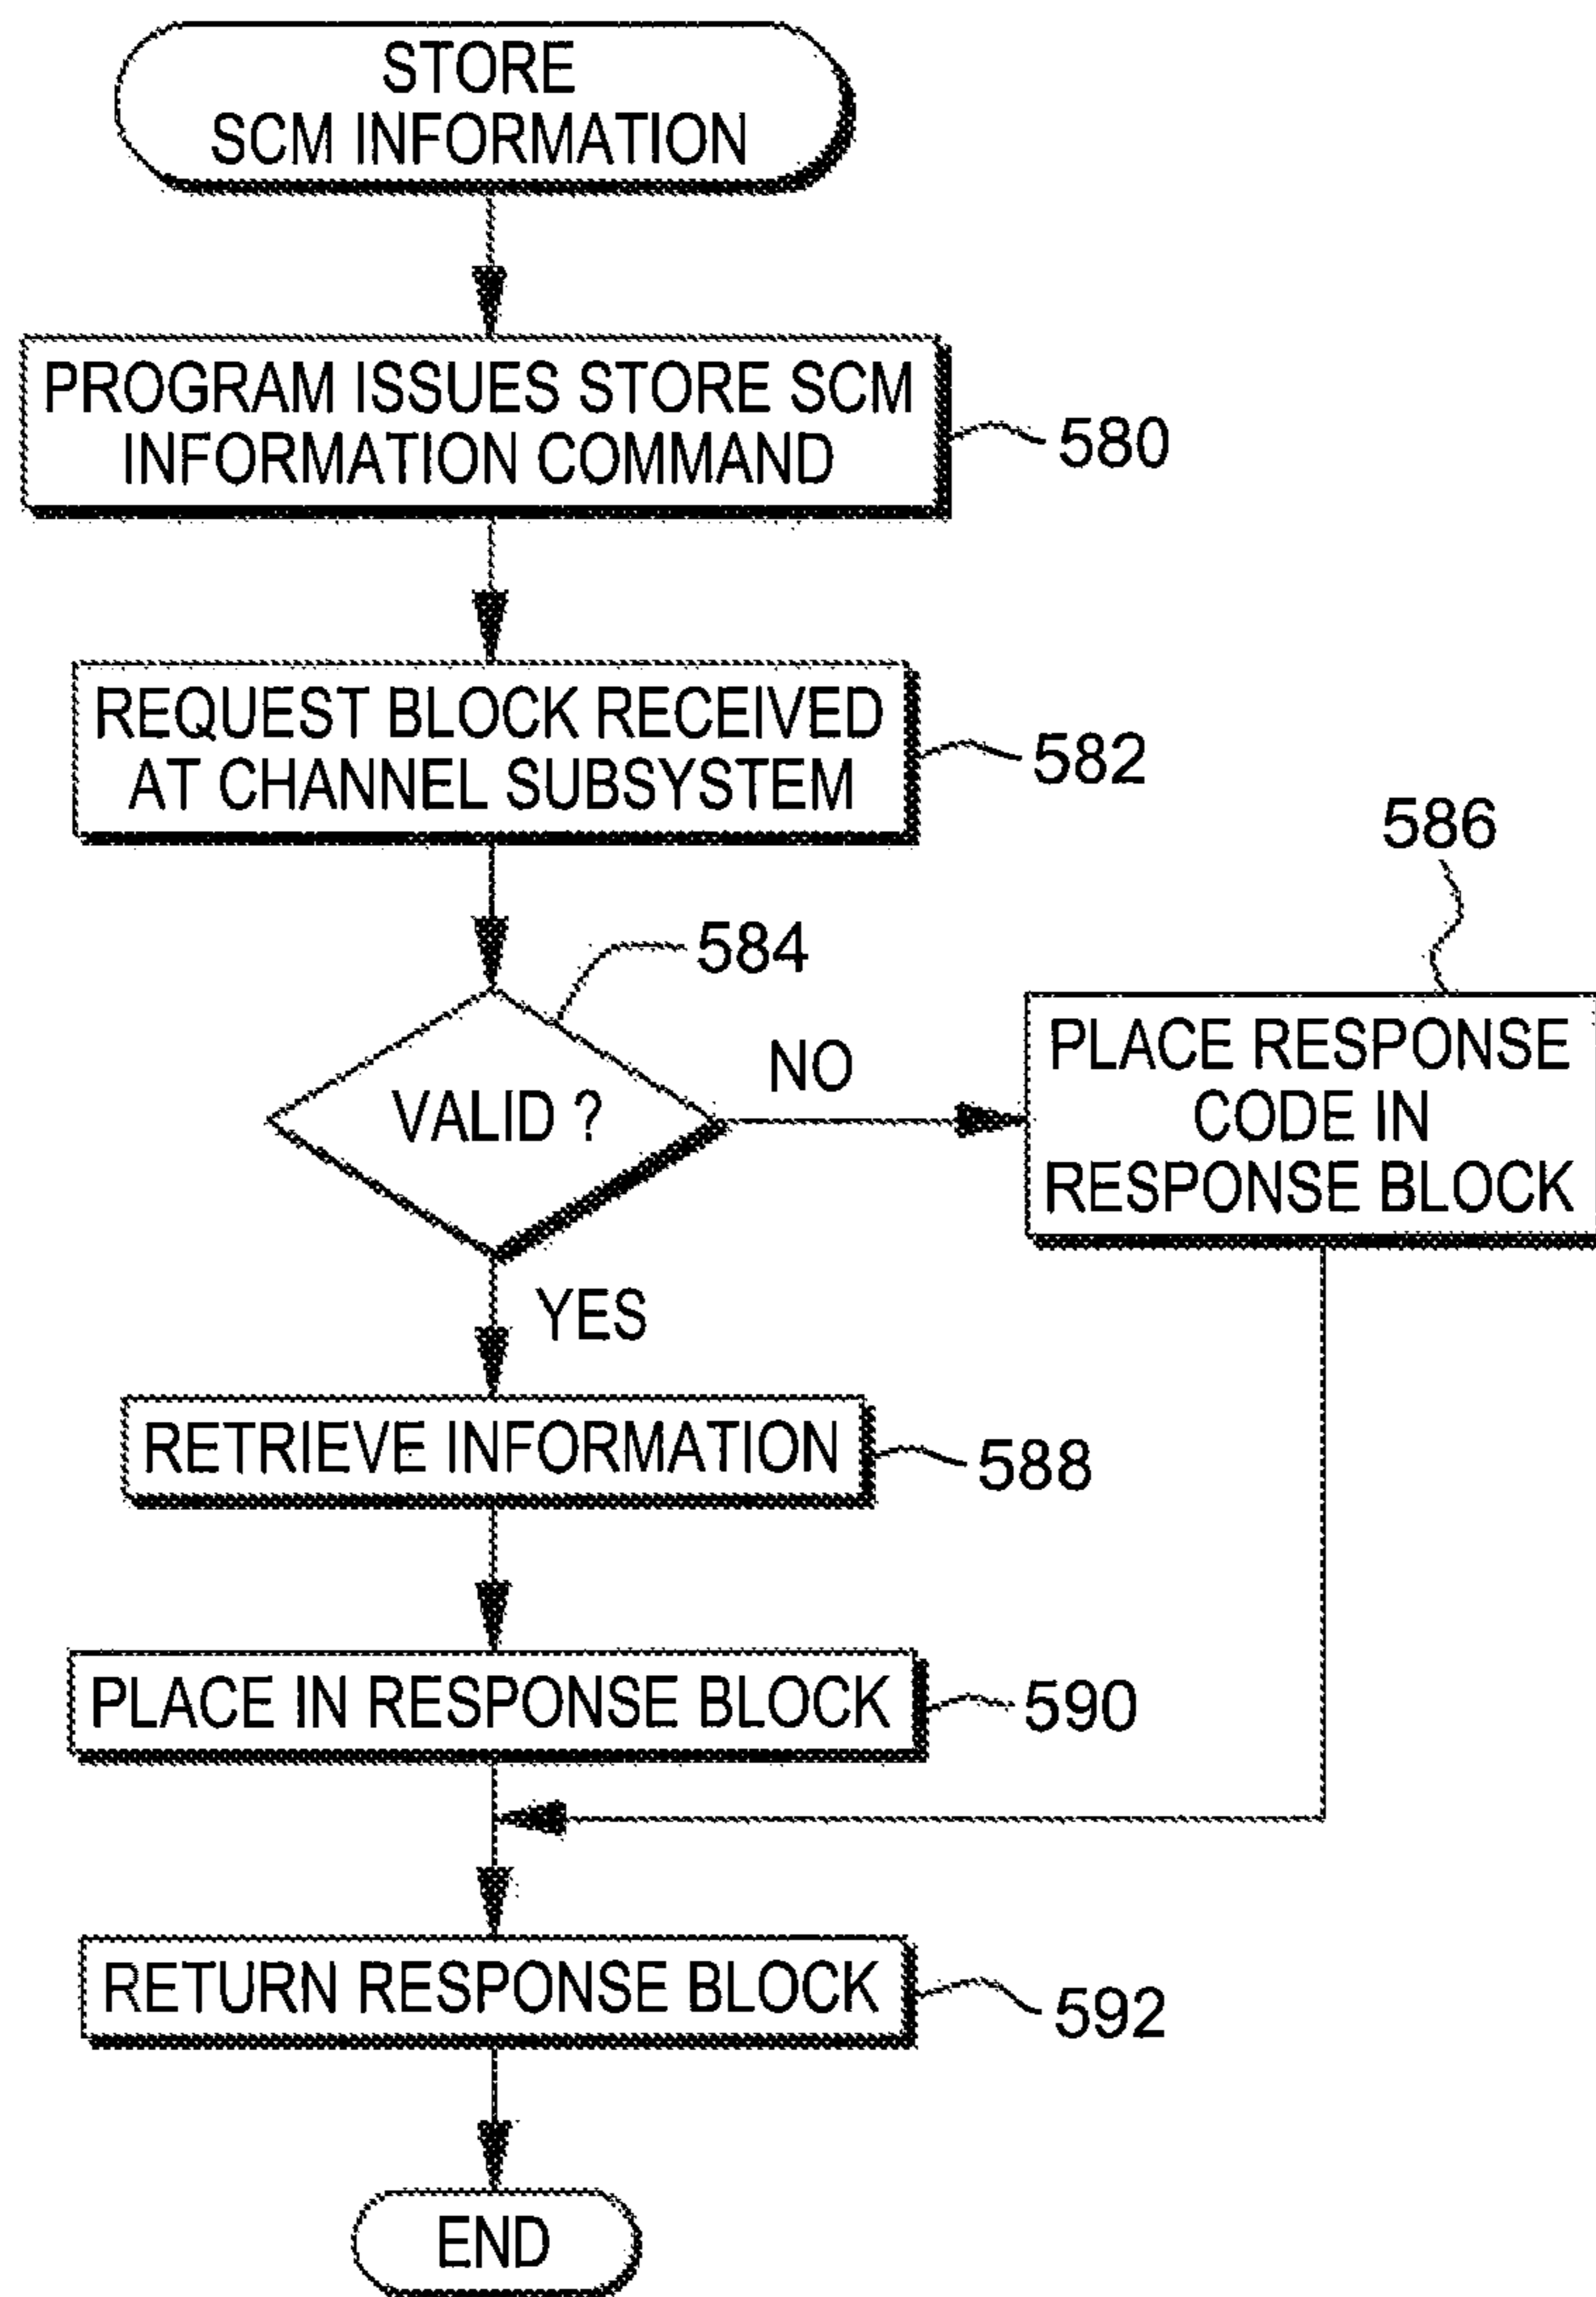 STORE
SCM INFORMATION
PROGRAM ISSUES STORE SCM
INFORMATION COMMAND
580
REQUEST BLOCK RECEIVED
AT CHANNEL SUBSYSTEM
582
584
VALID ?
NO
586
PLACE RESPONSE
CODE IN
RESPONSE BLOCK
YES
RETRIEVE INFORMATION
588
PLACE IN RESPONSE BLOCK
590
RETURN RESPONSE BLOCK
592
END